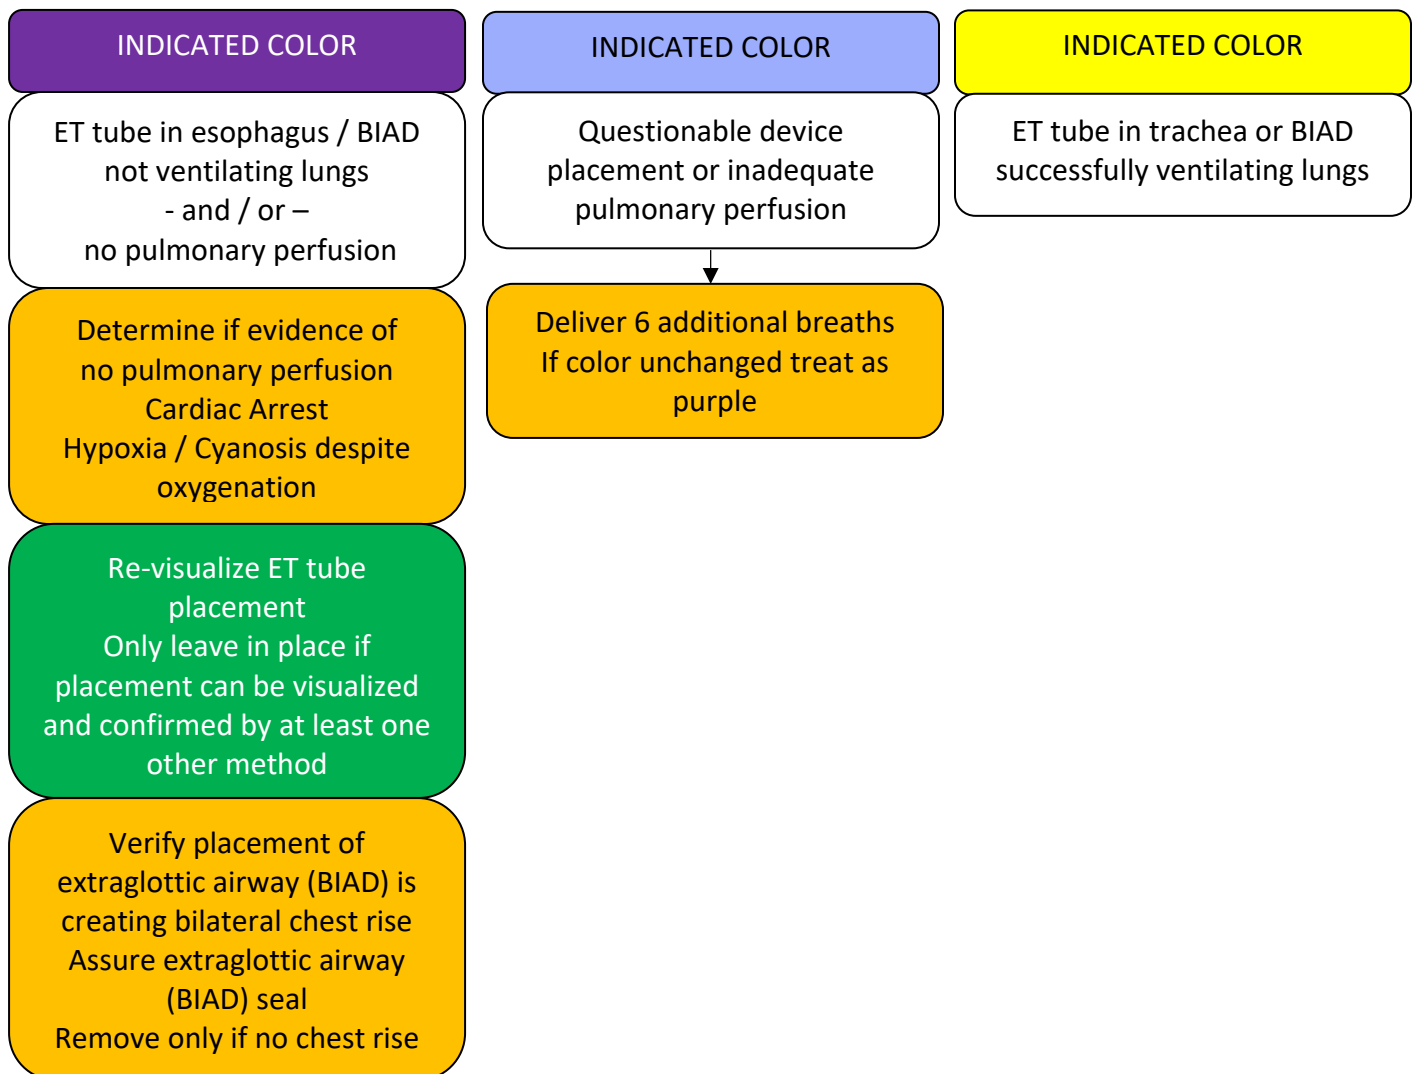 INDICATED COLOR
ET tube in esophagus / BIAD
not ventilating lungs
- and / or –
no pulmonary perfusion
Determine if evidence of
no pulmonary perfusion
Cardiac Arrest
Hypoxia / Cyanosis despite
oxygenation
Re-visualize ET tube
placement
Only leave in place if
placement can be visualized
and confirmed by at least one
other method
Verify placement of
extraglottic airway (BIAD) is
creating bilateral chest rise
Assure extraglottic airway
(BIAD) seal
Remove only if no chest rise
INDICATED COLOR
Questionable device
placement or inadequate
pulmonary perfusion
Deliver 6 additional breaths
If color unchanged treat as
purple
INDICATED COLOR
ET tube in trachea or BIAD
successfully ventilating lungs